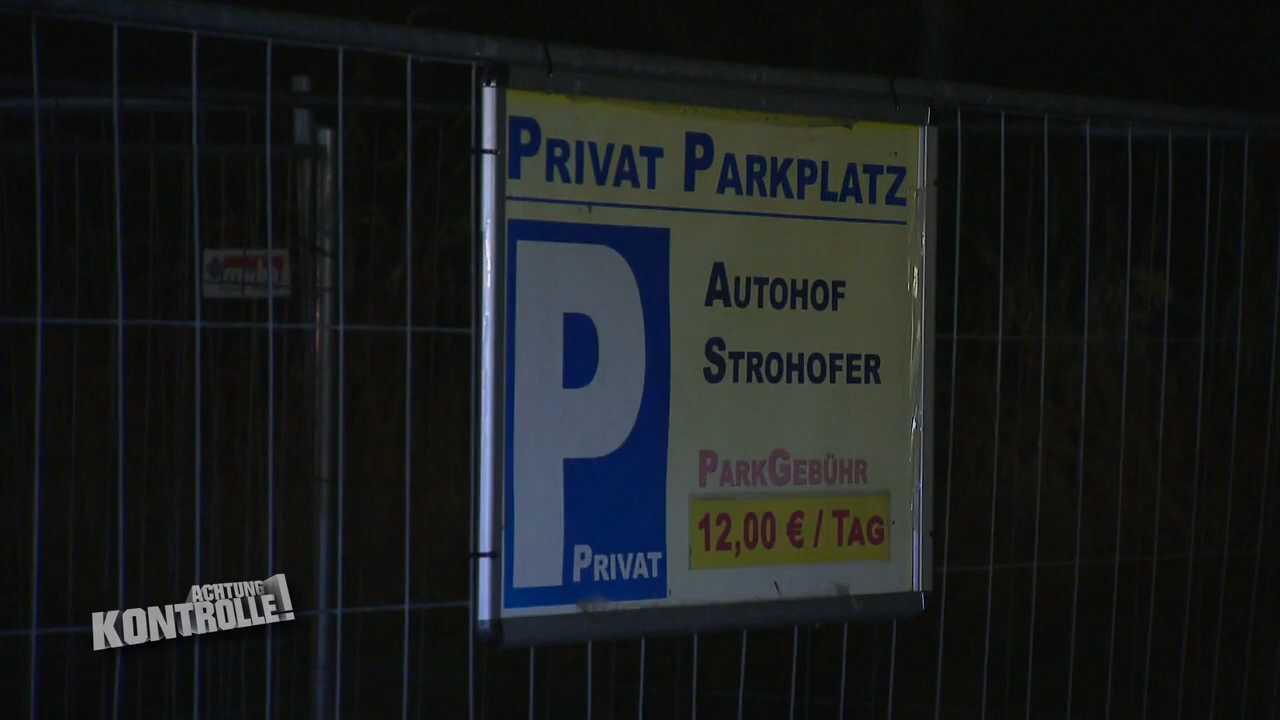 PRIVAT PARKPLATZ
AUTOHOF
STROHOFER
PARKGEBÜHR
12,00 € / TAG
PRIVAT
ACHTUNG
KONTROLLE!